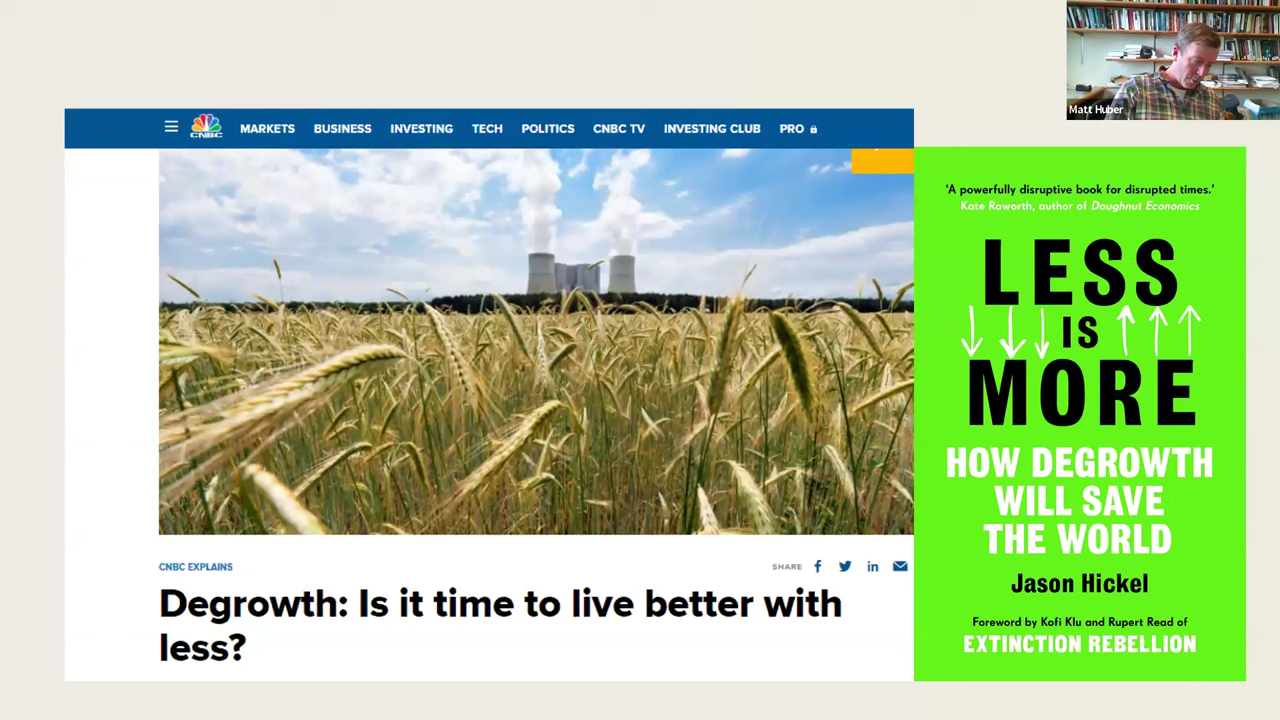 Matt Huber
CNBC
MARKETS BUSINESS INVESTING TECH POLITICS CNBC TV INVESTING CLUB PRO
CNBC EXPLAINS
SHARE
Degrowth: Is it time to live better with
less?
‘A powerfully disruptive book for disrupted times.’
Kate Raworth, author of Doughnut Economics
LESS
IS
MORE
HOW DEGROWTH
WILL SAVE
THE WORLD
Jason Hickel
Foreword by Kofi Klu and Rupert Read of
EXTINCTION REBELLION